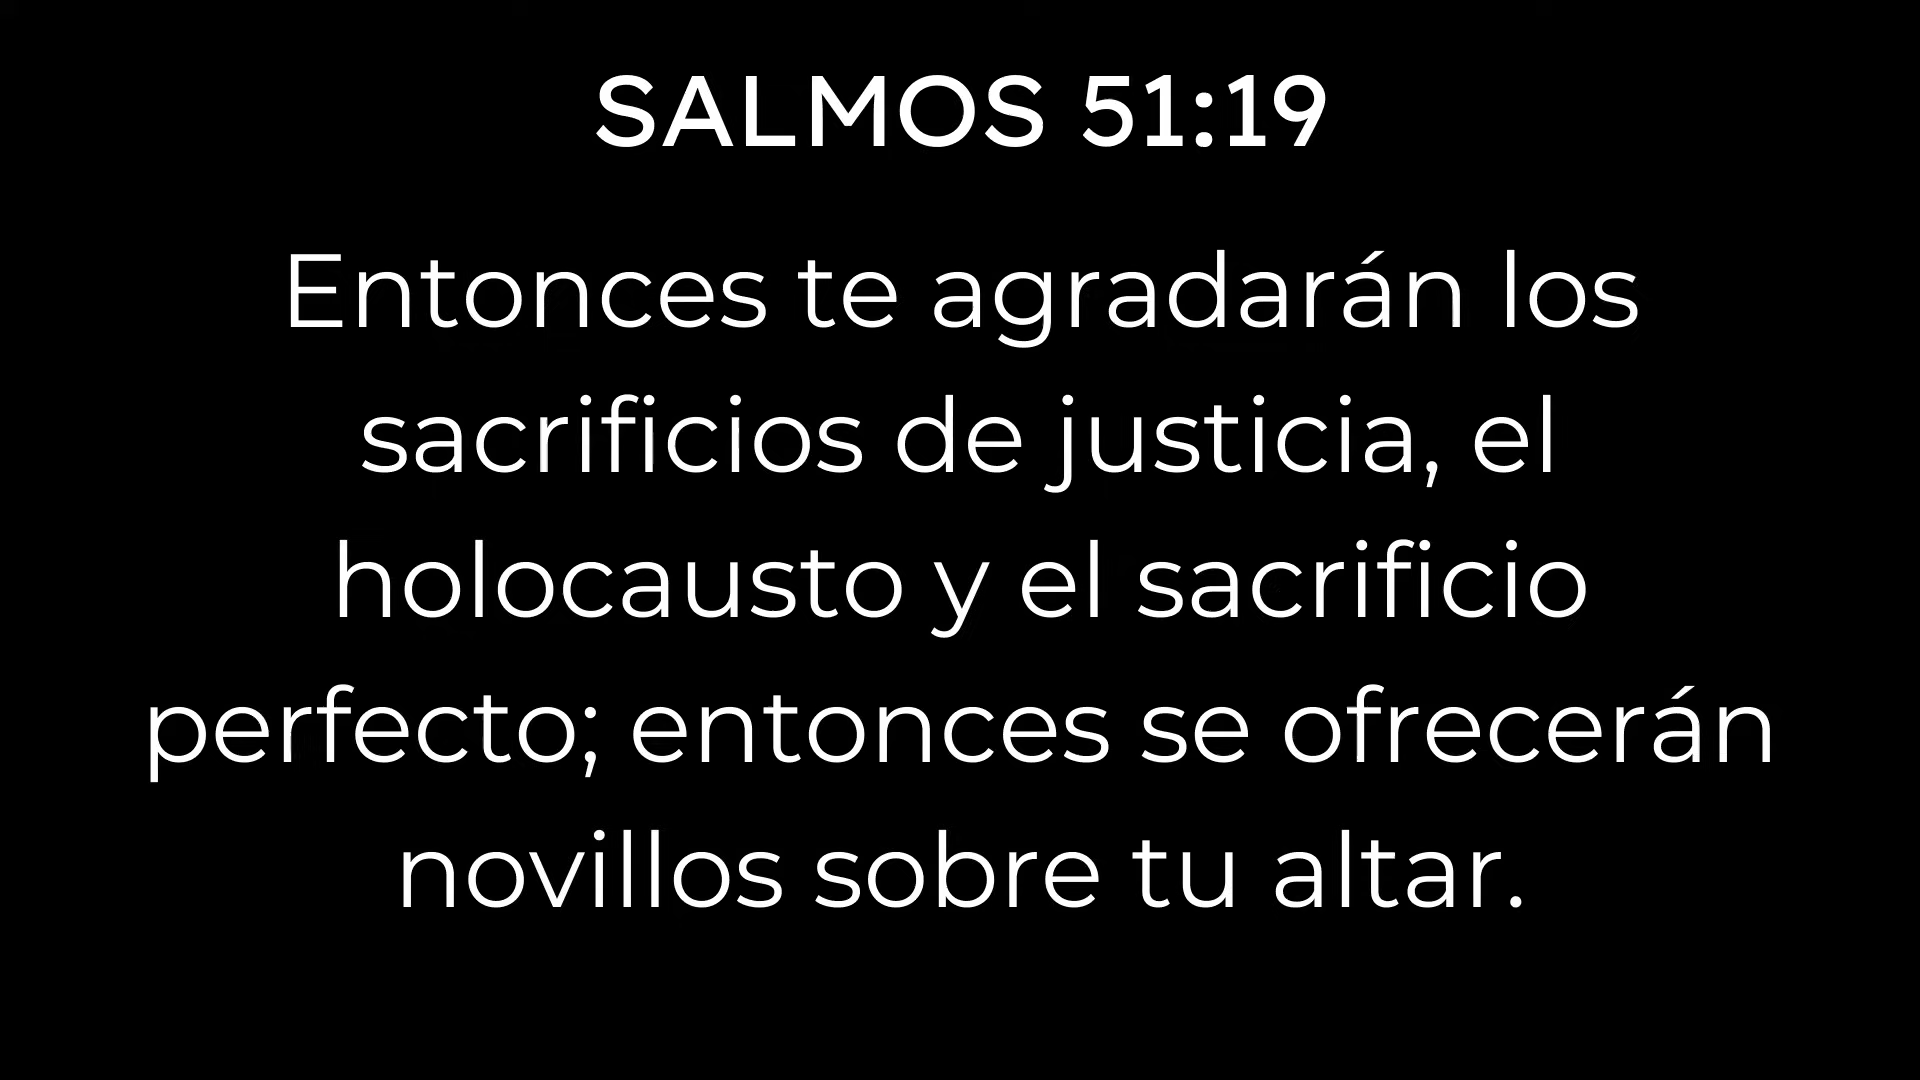 SALMOS 51:19
Entonces te agradarán los
sacrificios de justicia, el
holocausto y el sacrificio
perfecto; entonces se ofrecerán
novillos sobre tu altar.